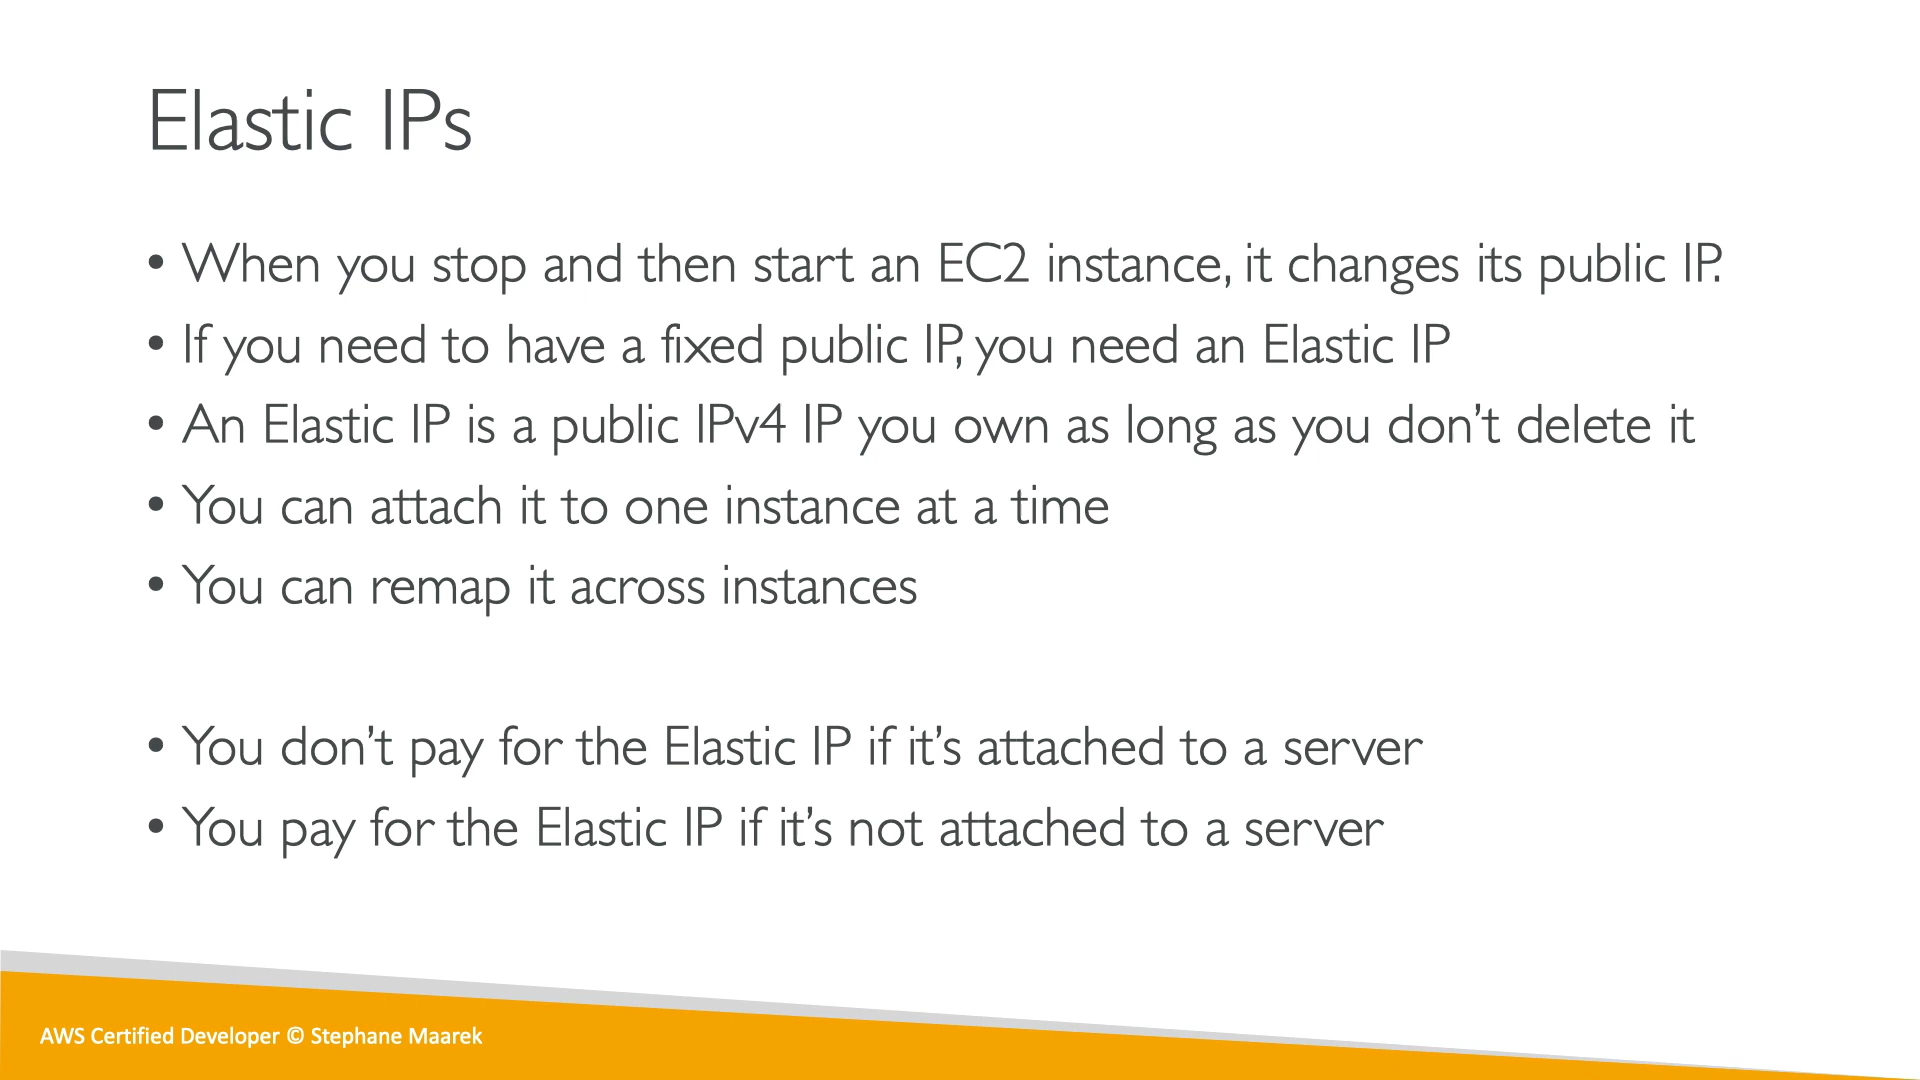 Elastic IPs
• When you stop and then start an EC2 instance, it changes its public IP.
• If you need to have a fixed public IP, you need an Elastic IP
• An Elastic IP is a public IPv4 IP you own as long as you don’t delete it
• You can attach it to one instance at a time
• You can remap it across instances
• You don’t pay for the Elastic IP if it’s attached to a server
• You pay for the Elastic IP if it’s not attached to a server
AWS Certified Developer © Stephane Maarek